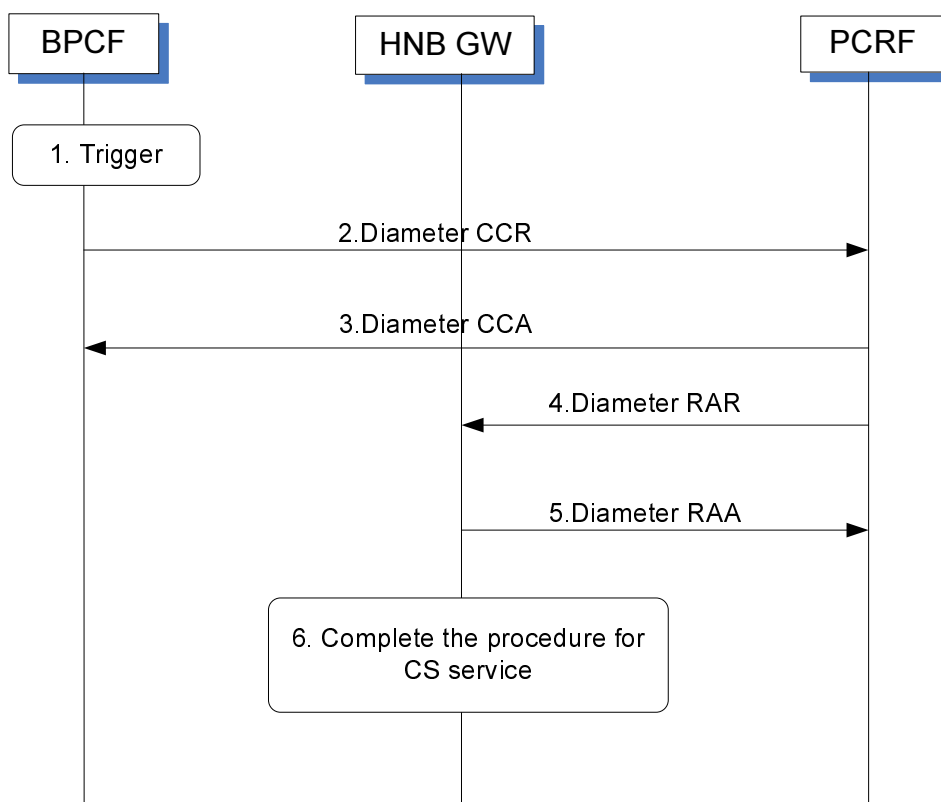 BPCF
HNB GW
PCRF
1. Trigger
2.Diameter CCR
3.Diameter CCA
4.Diameter RAR
5.Diameter RAA
6. Complete the procedure for
CS service